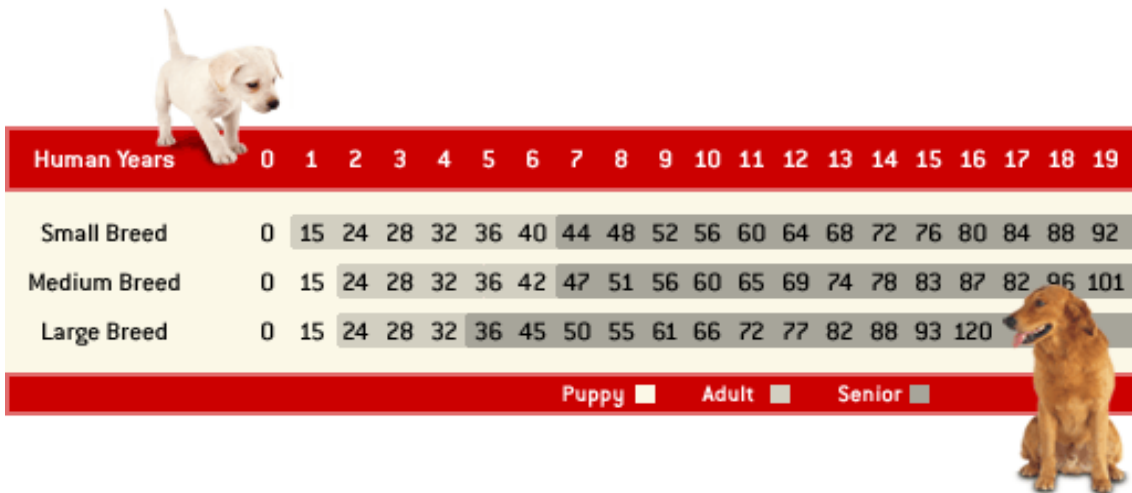 Human Years 0 1 2 3 4 5 6 7 8 9 10 11 12 13 14 15 16 17 18 19
Small Breed 0 15 24 28 32 36 40 44 48 52 56 60 64 68 72 76 80 84 88 92
Medium Breed 0 15 24 28 32 36 42 47 51 56 60 65 69 74 78 83 87 82 96 101
Large Breed 0 15 24 28 32 36 45 50 55 61 66 72 77 82 88 93 120
Puppy Adult Senior